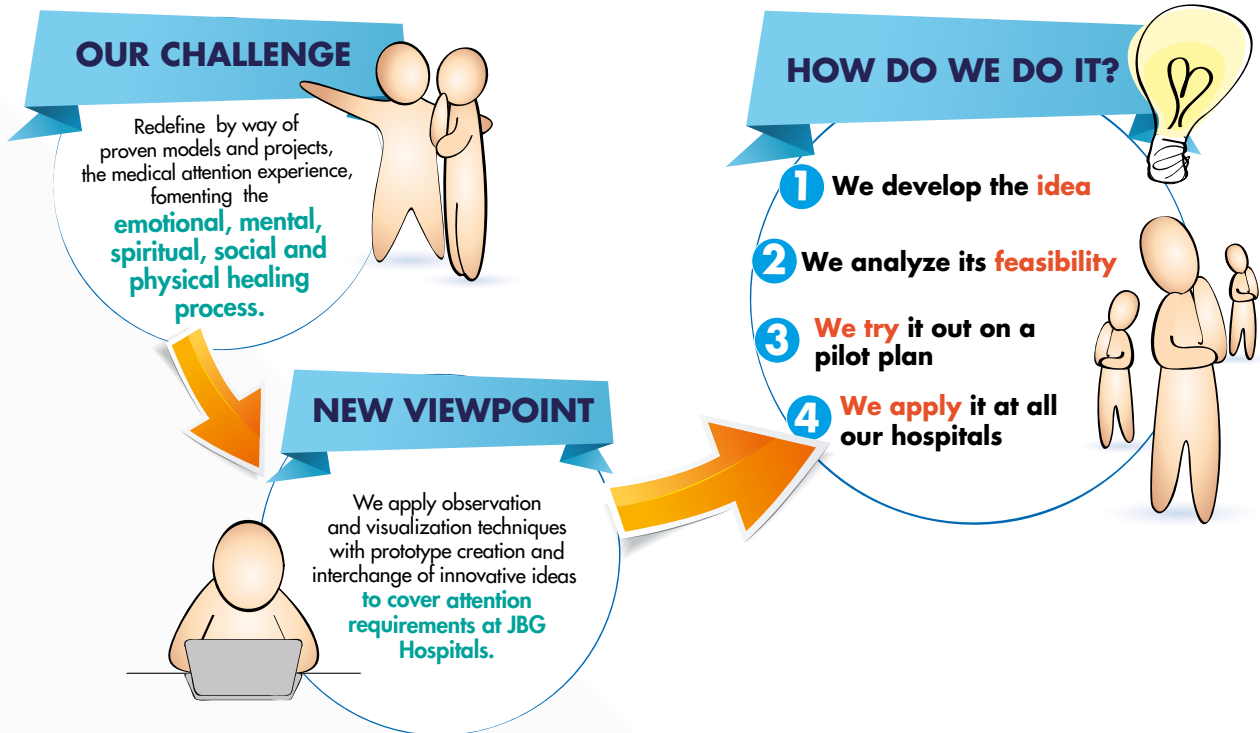 OUR CHALLENGE
Redefine by way of
proven models and projects,
the medical attention experience,
fomenting the
emotional, mental,
spiritual, social and
physical healing
process.
NEW VIEWPOINT
We apply observation
and visualization techniques
with prototype creation and
interchange of innovative ideas
to cover attention
requirements at JBG
Hospitals.
HOW DO WE DO IT?
1 We develop the idea
2 We analyze its feasibility
3 We try it out on a
pilot plan
4 We apply it at all
our hospitals